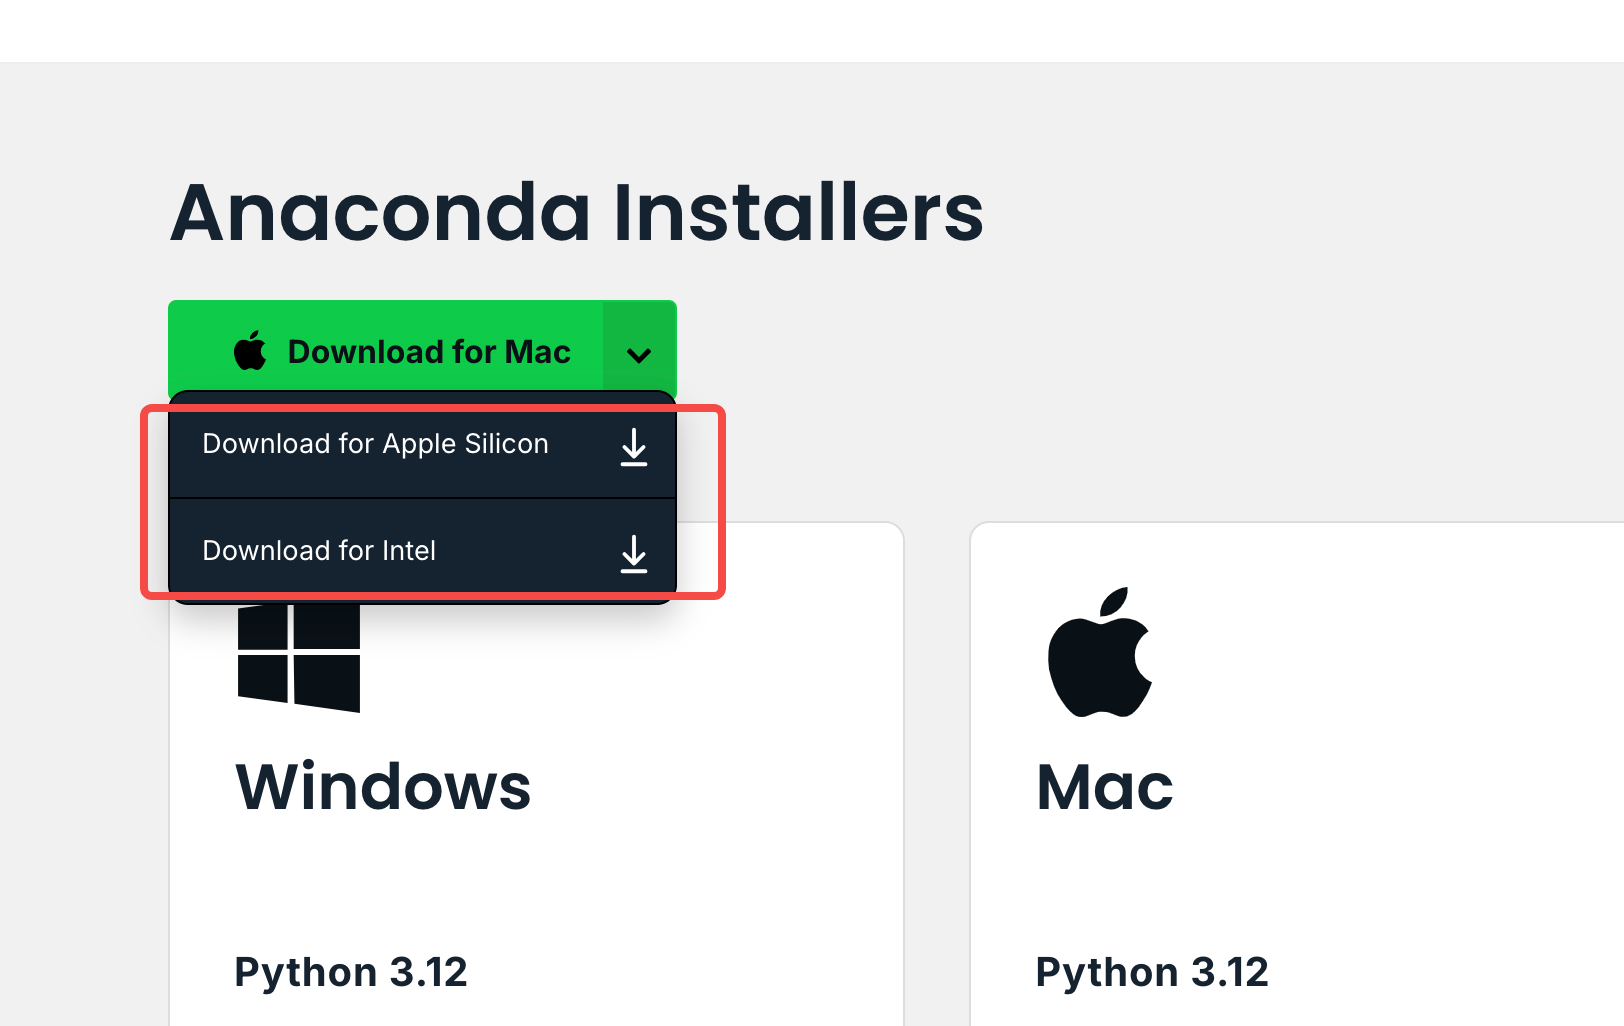 Anaconda Installers
Download for Mac
Download for Apple Silicon
Download for Intel
Windows
Mac
Python 3.12
Python 3.12